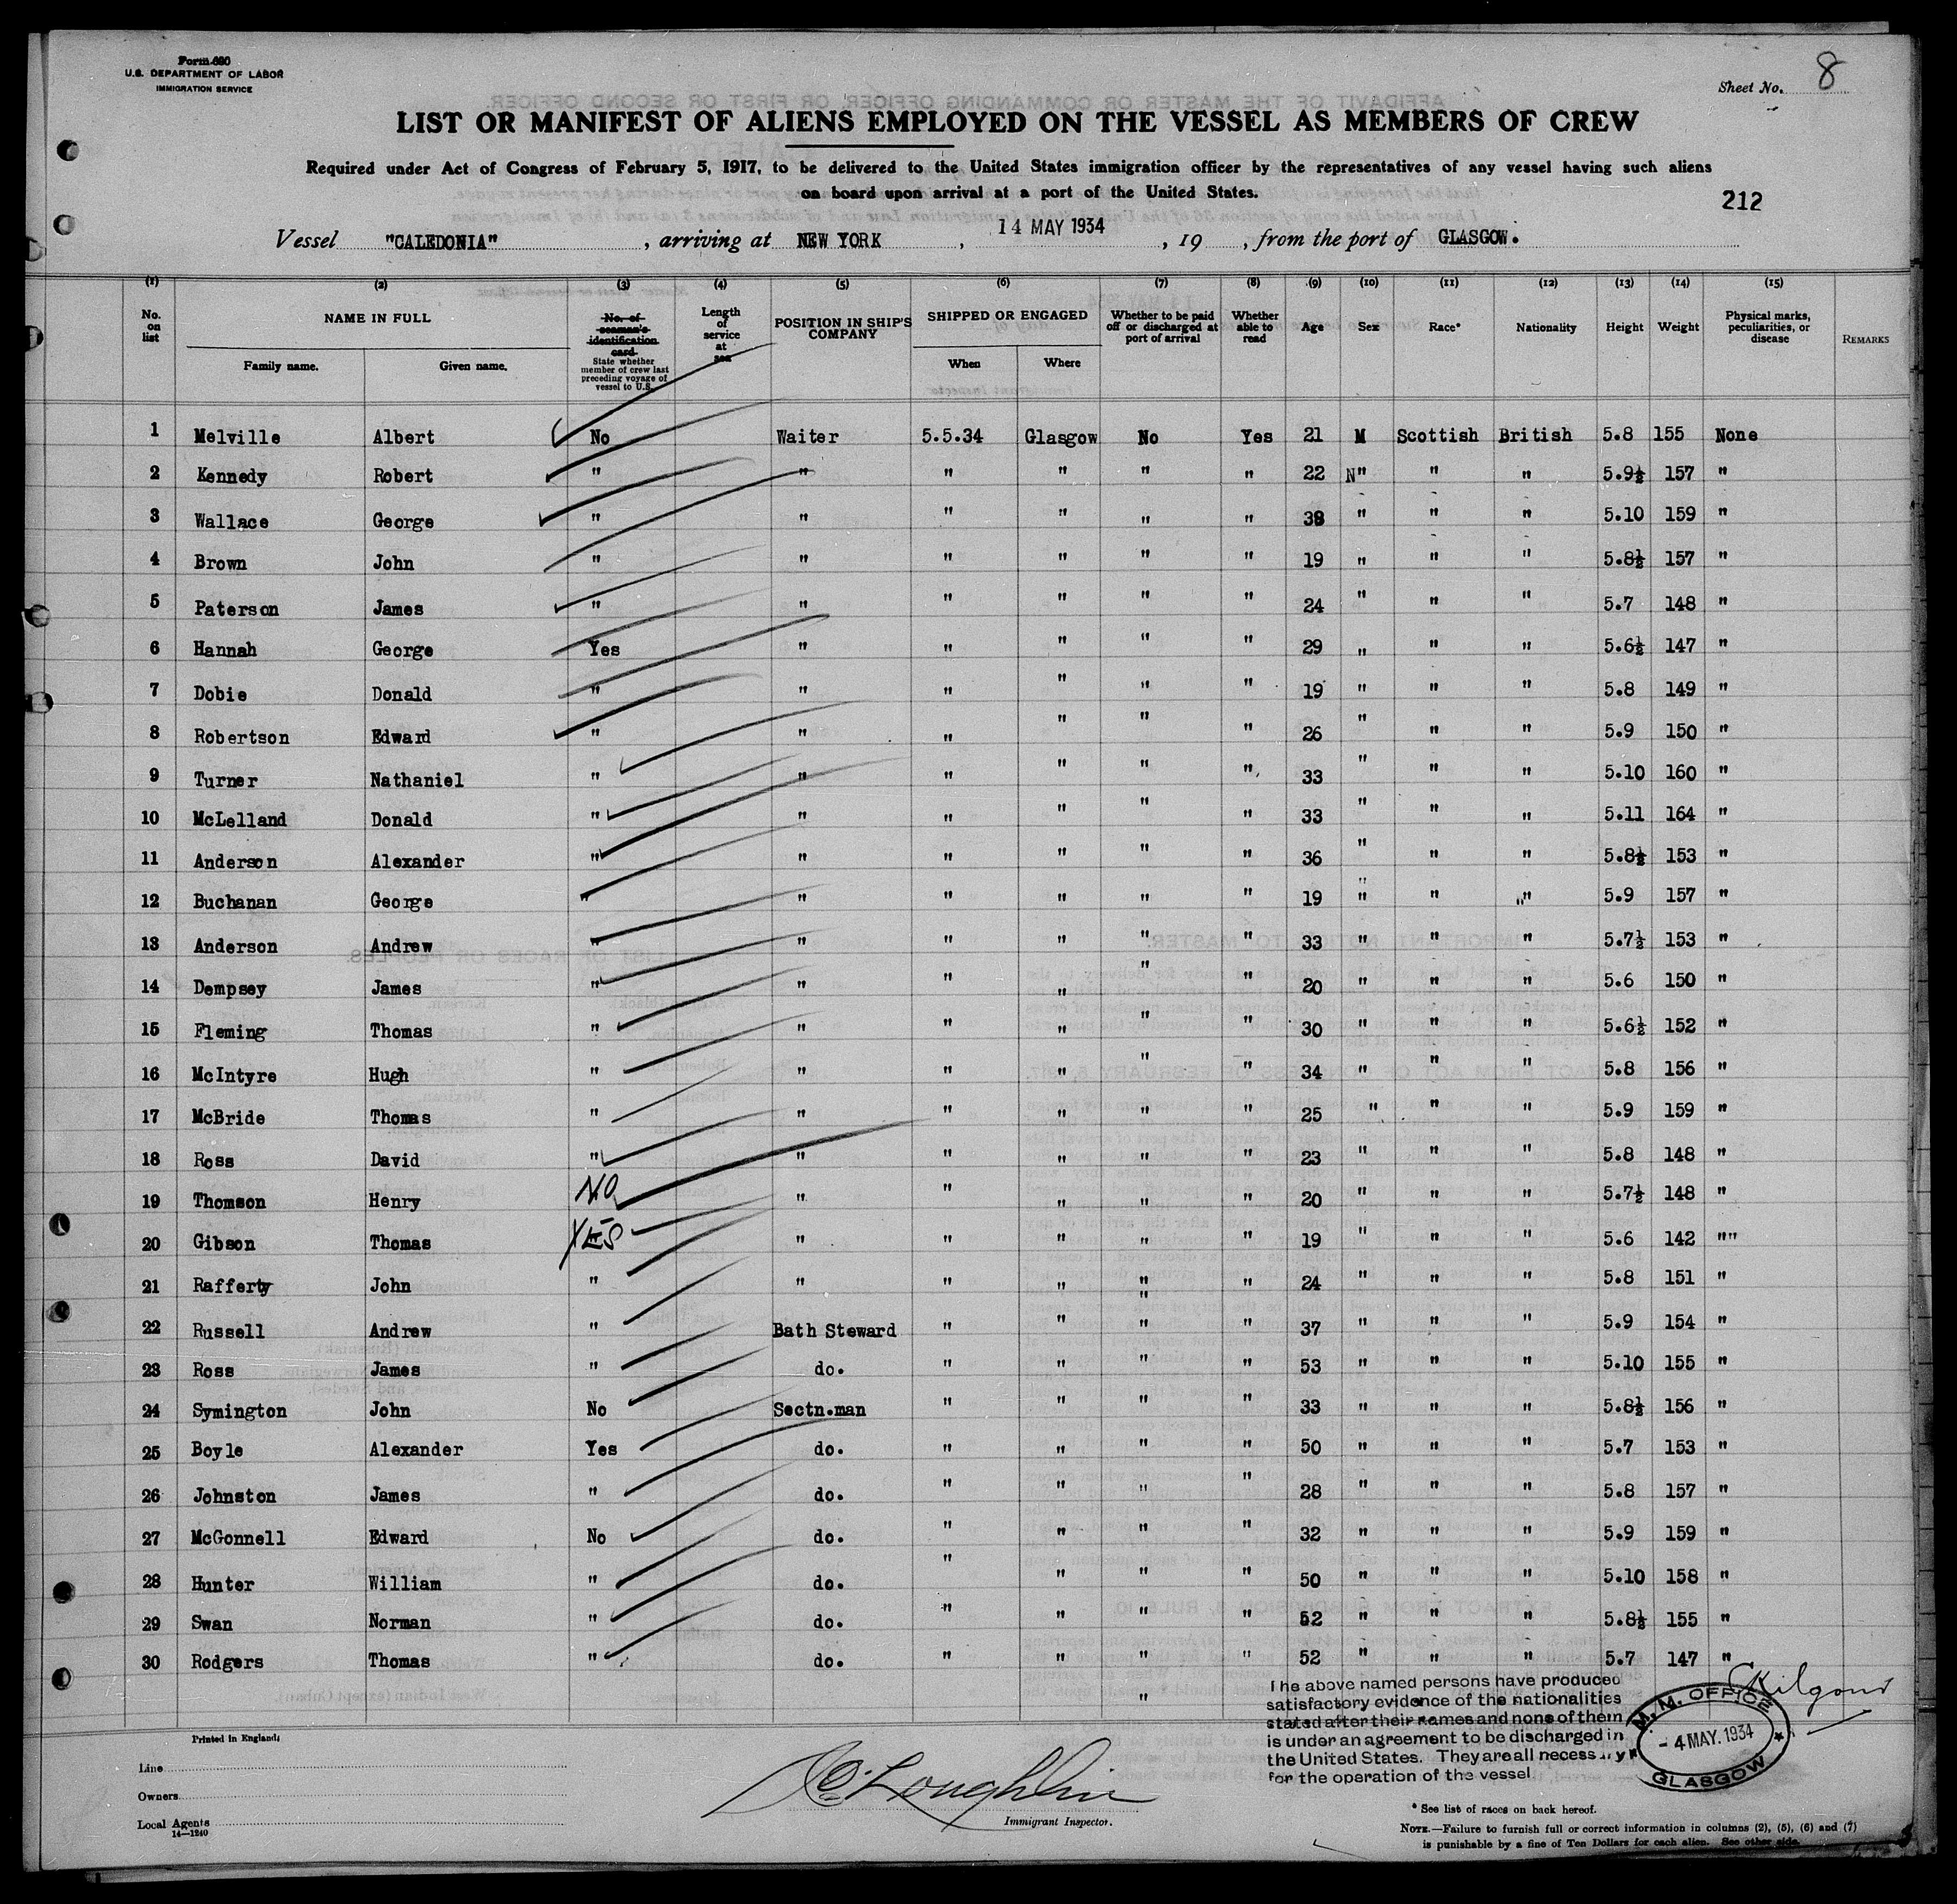 Form 680
U.S. DEPARTMENT OF LABOR
IMMIGRATION SERVICE
Sheet No. 8
LIST OR MANIFEST OF ALIENS EMPLOYED ON THE VESSEL AS MEMBERS OF CREW
Required under Act of Congress of February 5, 1917, to be delivered to the United States immigration officer by the representatives of any vessel having such aliens
on board upon arrival at a port of the United States.
212
Vessel "CALEDONIA", arriving at NEW YORK, 14 MAY 1934, 19 , from the port of GLASGOW.
(1) (2) (3) (4) (5) (6) (7) (8) (9) (10) (11) (12) (13) (14) (15)
No. on list NAME IN FULL Family name. Given name. No. of seaman's identification card State whether member of crew last preceding voyage of vessel to U.S. Length of service at sea POSITION IN SHIP'S COMPANY SHIPPED OR ENGAGED When Where Whether to be paid off or discharged at port of arrival Whether able to read Age Sex Race* Nationality Height Weight Physical marks, peculiarities, or disease REMARKS
1 Melville Albert No Waiter 5.5.34 Glasgow No Yes 21 M Scottish British 5.8 155 None
2 Kennedy Robert " " " " " " 22 N" " " 5.9½ 157 "
3 Wallace George " " " " " " 38 " " " 5.10 159 "
4 Brown John " " " " " " 19 " " " 5.8½ 157 "
5 Paterson James " " " " " " 24 " " " 5.7 148 "
6 Hannah George Yes " " " " " 29 " " " 5.6½ 147 "
7 Dobie Donald " " " " " " 19 " " " 5.8 149 "
8 Robertson Edward " " " " " " 26 " " " 5.9 150 "
9 Turner Nathaniel " " " " " " 33 " " " 5.10 160 "
10 McLelland Donald " " " " " " 33 " " " 5.11 164 "
11 Anderson Alexander " " " " " " 36 " " " 5.8½ 153 "
12 Buchanan George " " " " " " 19 " " " 5.9 157 "
13 Anderson Andrew " " " " " " 33 " " " 5.7½ 153 "
14 Dempsey James " " " " " " 20 " " " 5.6 150 "
15 Fleming Thomas " " " " " " 30 " " " 5.6½ 152 "
16 McIntyre Hugh " " " " " " 34 " " " 5.8 156 "
17 McBride Thomas " " " " " " 25 " " " 5.9 159 "
18 Ross David " " " " " " 23 " " " 5.8 148 "
19 Thomson Henry NO " " " " " 20 " " " 5.7½ 148 "
20 Gibson Thomas YES " " " " " 19 " " " 5.6 142 ""
21 Rafferty John " " " " " " 24 " " " 5.8 151 "
22 Russell Andrew " Bath Steward " " " " 37 " " " 5.9 154 "
23 Ross James " do. " " " " 53 " " " 5.10 155 "
24 Symington John No Sectn.man " " " " 33 " " " 5.8½ 156 "
25 Boyle Alexander Yes do. " " " " 50 " " " 5.7 153 "
26 Johnston James " do. " " " " 28 " " " 5.8 157 "
27 McGonnell Edward No do. " " " " 32 " " " 5.9 159 "
28 Hunter William " do. " " " " 50 " " " 5.10 158 "
29 Swan Norman " do. " " " " 52 " " " 5.8½ 155 "
30 Rodgers Thomas " do. " " " " 52 " " " 5.7 147 "
"
The above named persons have produced
satisfactory evidence of the nationalities
stated after their names and none of them
is under an agreement to be discharged in
the United States. They are all necessary
for the operation of the vessel
Kilgour
M. M. OFFICE
- 4 MAY. 1934
GLASGOW
Printed in England.
Line
Owners
Local Agents
14—1240
McLoughlin
Immigrant Inspector.
* See list of races on back hereof.
NOTE.—Failure to furnish full or correct information in columns (2), (5), (6) and (7)
is punishable by a fine of Ten Dollars for each alien. See other side.